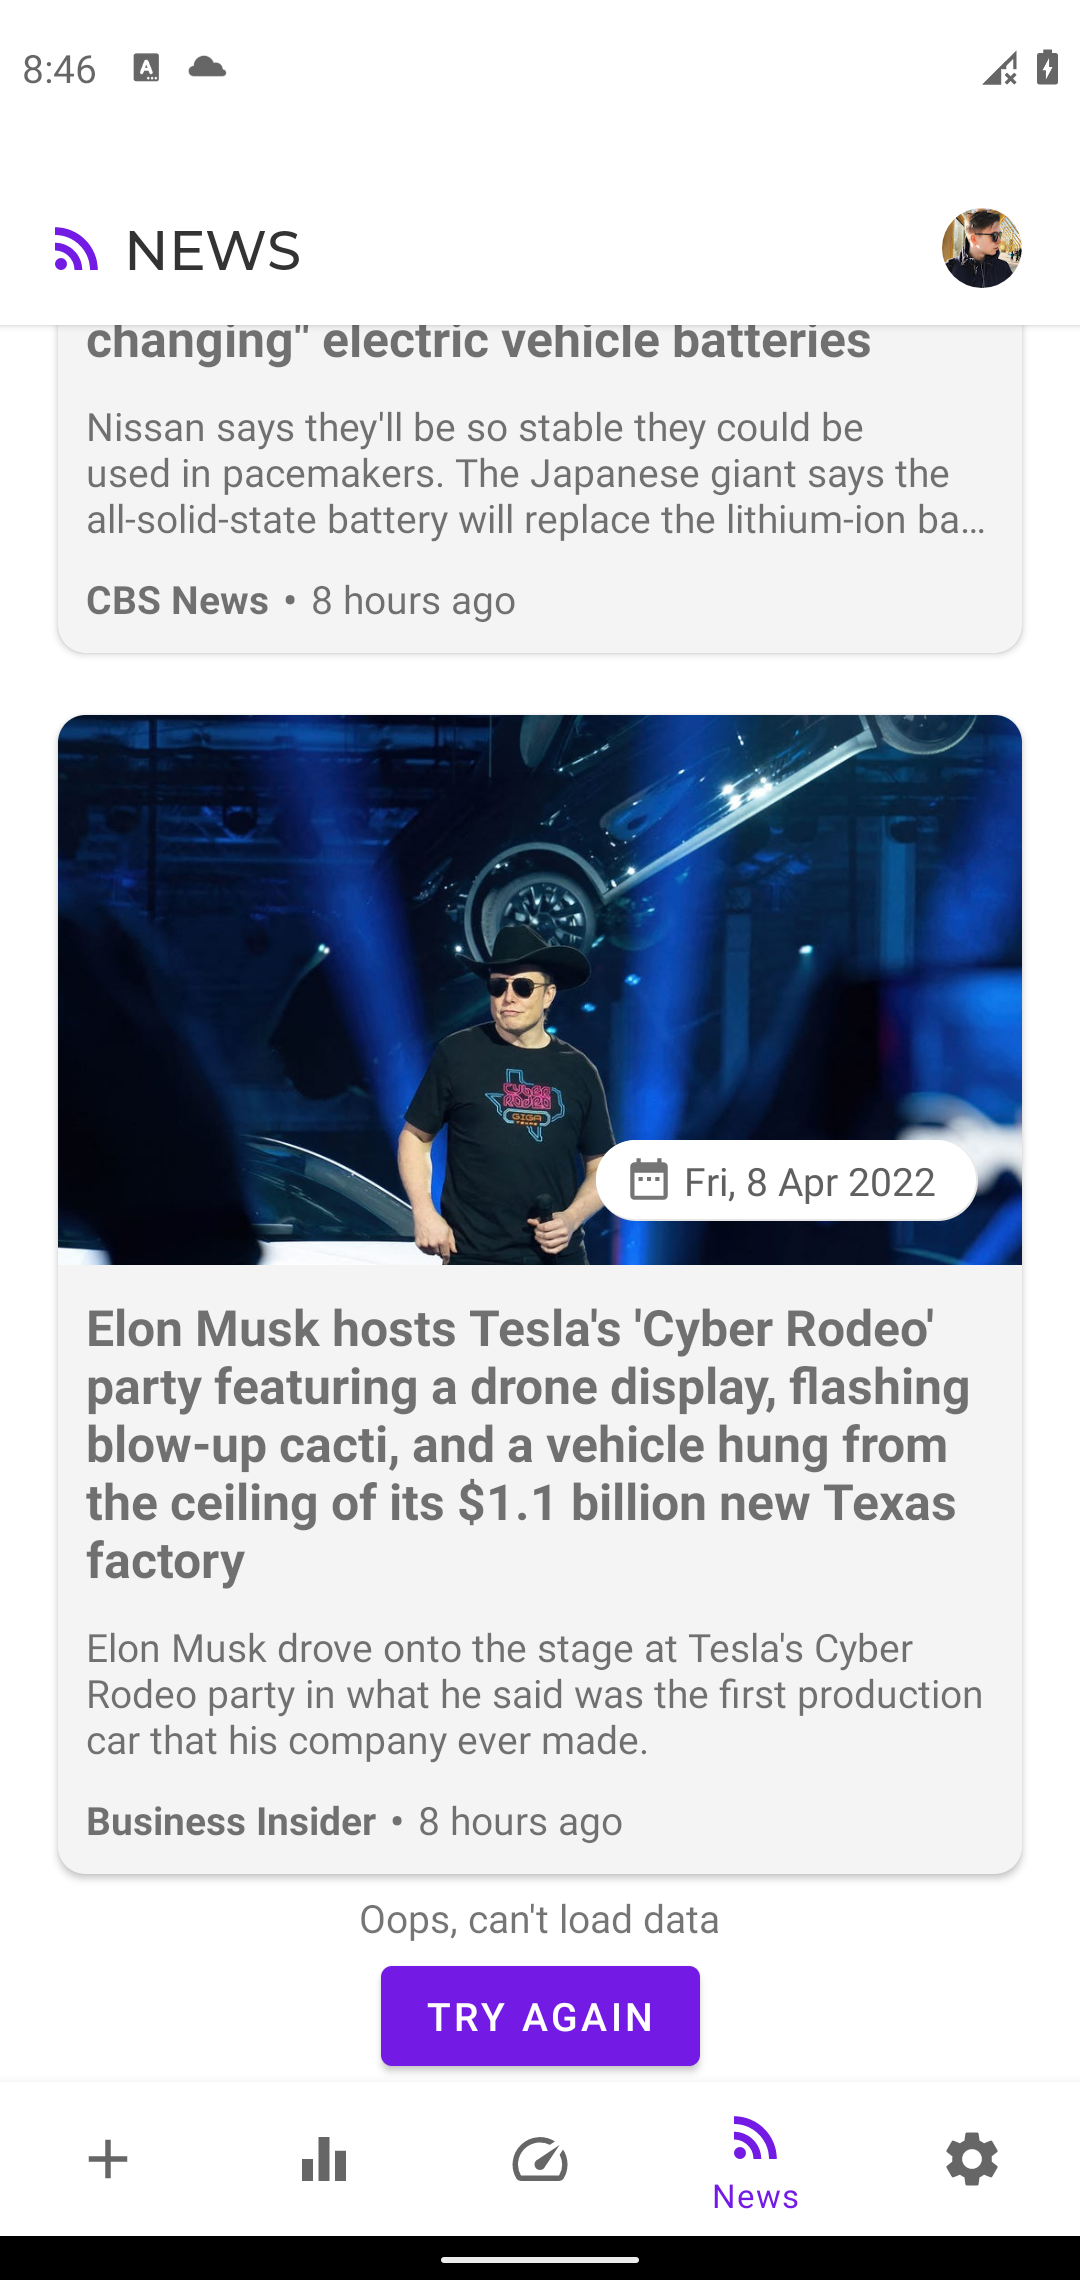 8:46
NEWS
changing" electric vehicle batteries
Nissan says they'll be so stable they could be
used in pacemakers. The Japanese giant says the
all-solid-state battery will replace the lithium-ion ba…
CBS News • 8 hours ago
CYBER
RODEO
GIGA
TEXAS
Fri, 8 Apr 2022
Elon Musk hosts Tesla's 'Cyber Rodeo'
party featuring a drone display, flashing
blow-up cacti, and a vehicle hung from
the ceiling of its $1.1 billion new Texas
factory
Elon Musk drove onto the stage at Tesla's Cyber
Rodeo party in what he said was the first production
car that his company ever made.
Business Insider • 8 hours ago
Oops, can't load data
TRY AGAIN
News